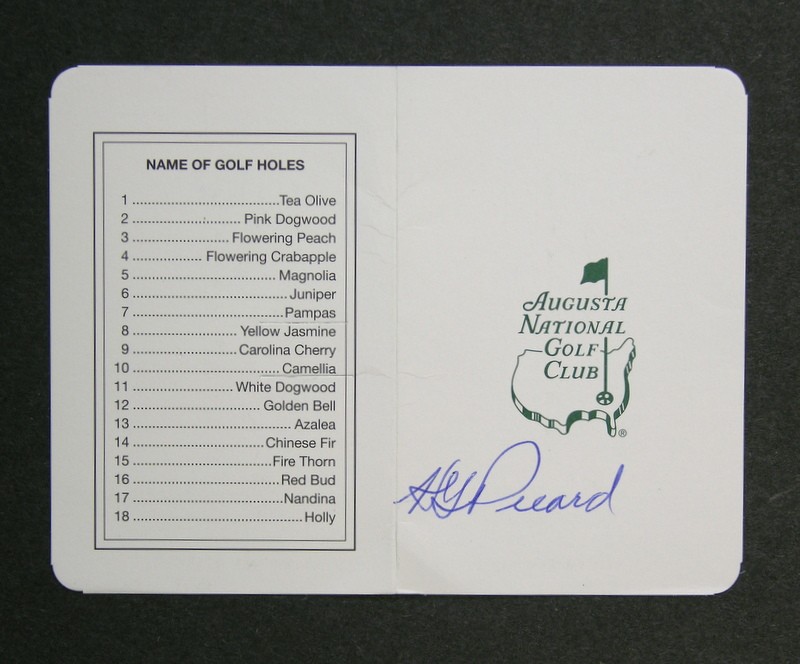 NAME OF GOLF HOLES
1 ................................Tea Olive
2 ........................ Pink Dogwood
3 ........................ Flowering Peach
4 ................. Flowering Crabapple
5 ................................ Magnolia
6 ................................... Juniper
7 .................................. Pampas
8 ....................... Yellow Jasmine
9 ....................... Carolina Cherry
10 ................................. Camellia
11 ...................... White Dogwood
12 ............................ Golden Bell
13 ................................... Azalea
14 ............................Chinese Fir
15 .............................Fire Thorn
16 ................................Red Bud
17 .................................Nandina
18 ..................................... Holly
AUGUSTA
NATIONAL
GOLF
CLUB
®
HG Picard